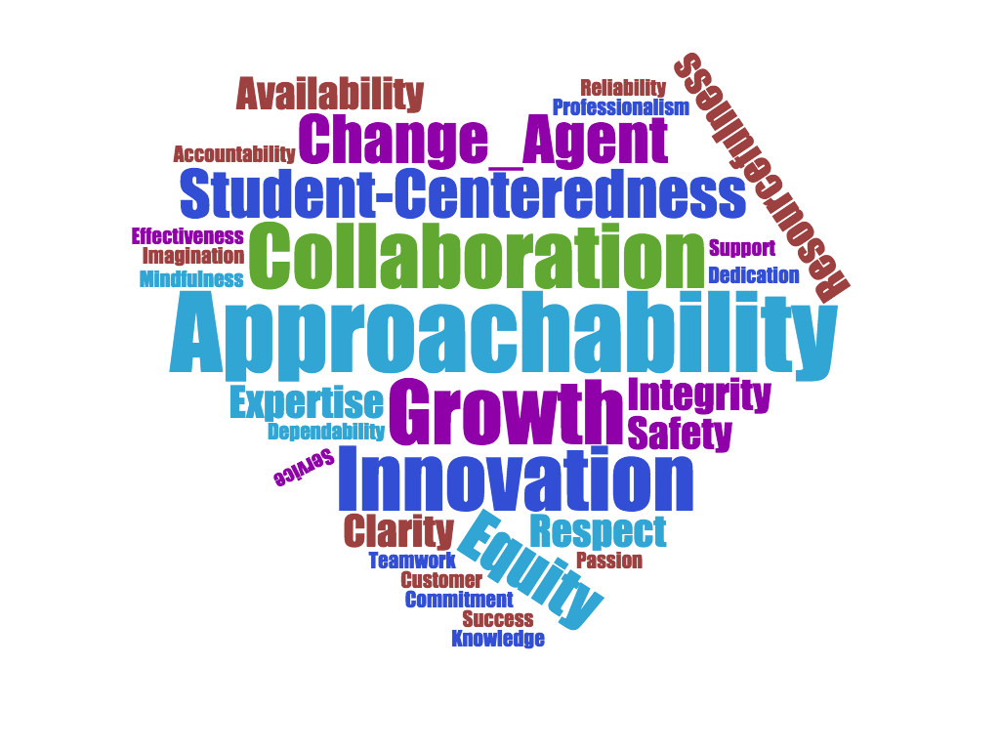 Availability
Reliability
Professionalism
Resourcefulness
Change_Agent
Accountability
Student-Centeredness
Effectiveness
Imagination
Mindfulness
Collaboration
Support
Dedication
Approachability
Expertise
Dependability
Growth
Integrity
Safety
Service
Innovation
Clarity
Equity
Respect
Teamwork
Passion
Customer
Commitment
Success
Knowledge